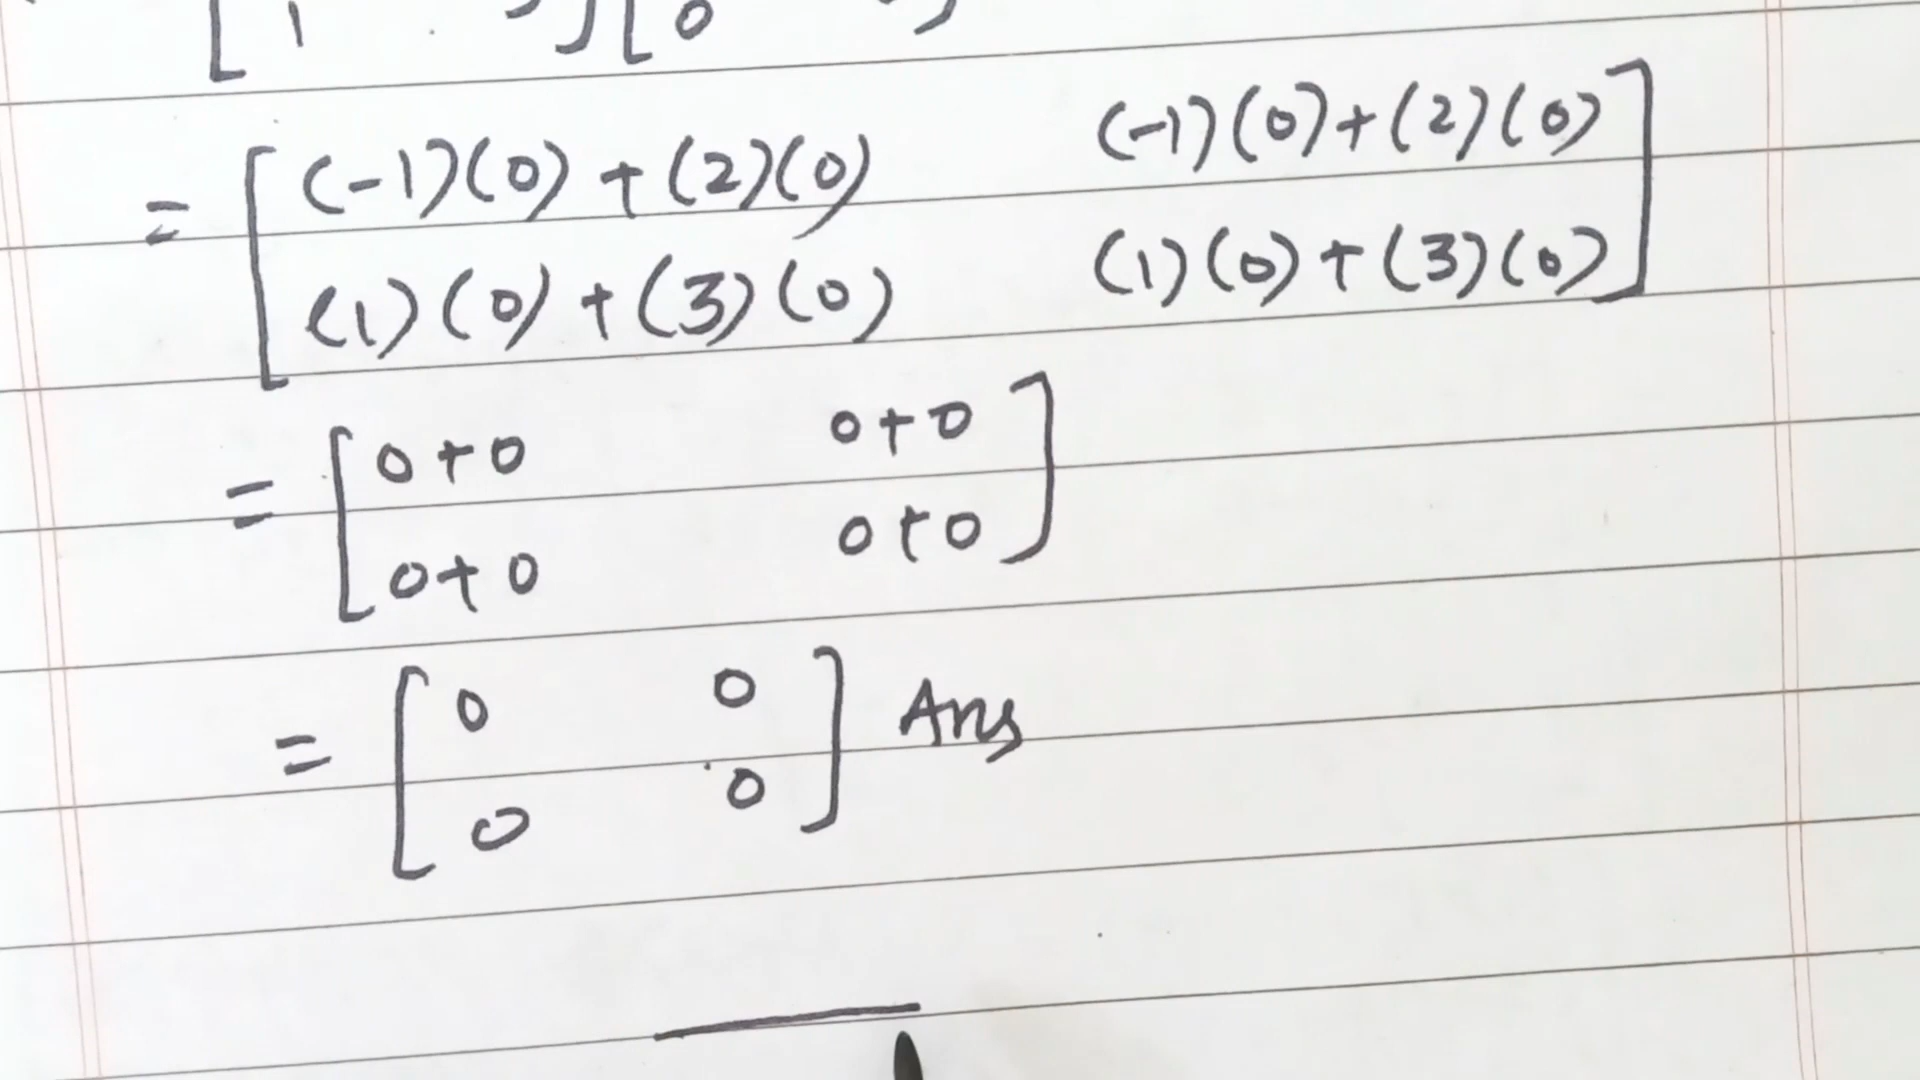 = [ (-1)(0) + (2)(0) (-1)(0) + (2)(0) ]
(1)(0) + (3)(0) (1)(0) + (3)(0)
= [ 0+0 0+0 ]
0+0 0+0
= [ 0 0 ] Ans
0 0